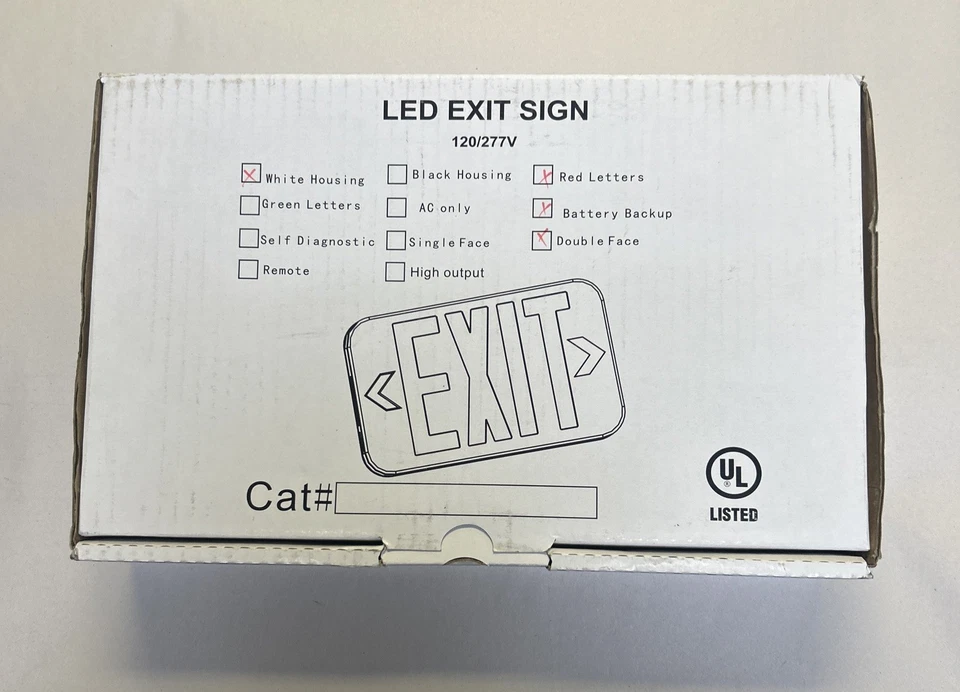 LED EXIT SIGN
120/277V
White Housing Black Housing Red Letters
Green Letters AC only Battery Backup
Self Diagnostic Single Face Double Face
Remote High output
EXIT
Cat#
UL
®
LISTED